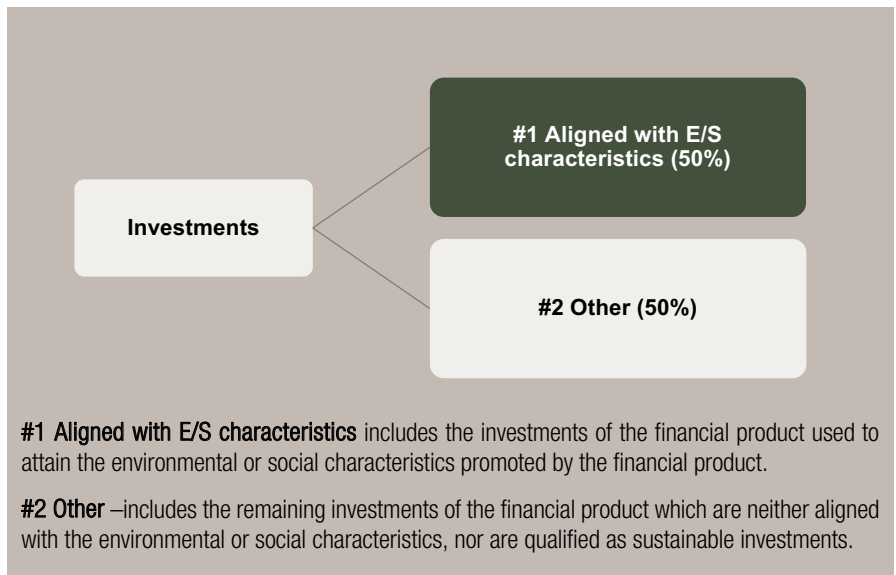 #1 Aligned with E/S
characteristics (50%)
Investments
#2 Other (50%)
#1 Aligned with E/S characteristics includes the investments of the financial product used to
attain the environmental or social characteristics promoted by the financial product.
#2 Other –includes the remaining investments of the financial product which are neither aligned
with the environmental or social characteristics, nor are qualified as sustainable investments.